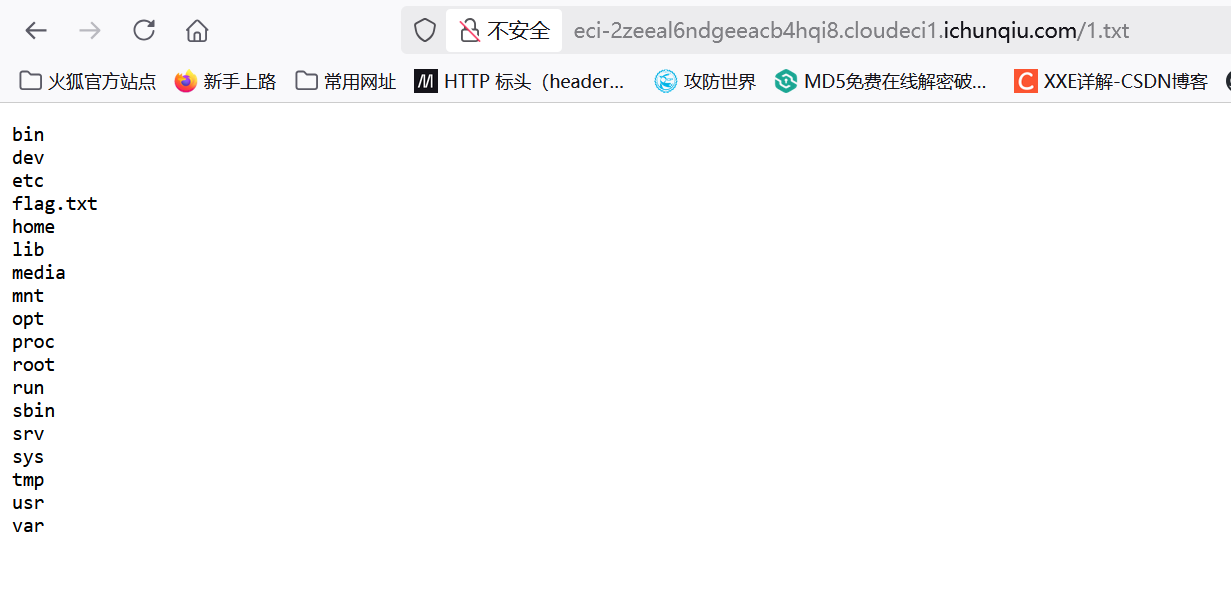 不安全 eci-2zeeal6ndgeeacb4hqi8.cloudeci1.ichunqiu.com/1.txt
火狐官方站点 新手上路 常用网址 HTTP 标头（header... 攻防世界 MD5免费在线解密破... XXE详解-CSDN博客
bin
dev
etc
flag.txt
home
lib
media
mnt
opt
proc
root
run
sbin
srv
sys
tmp
usr
var